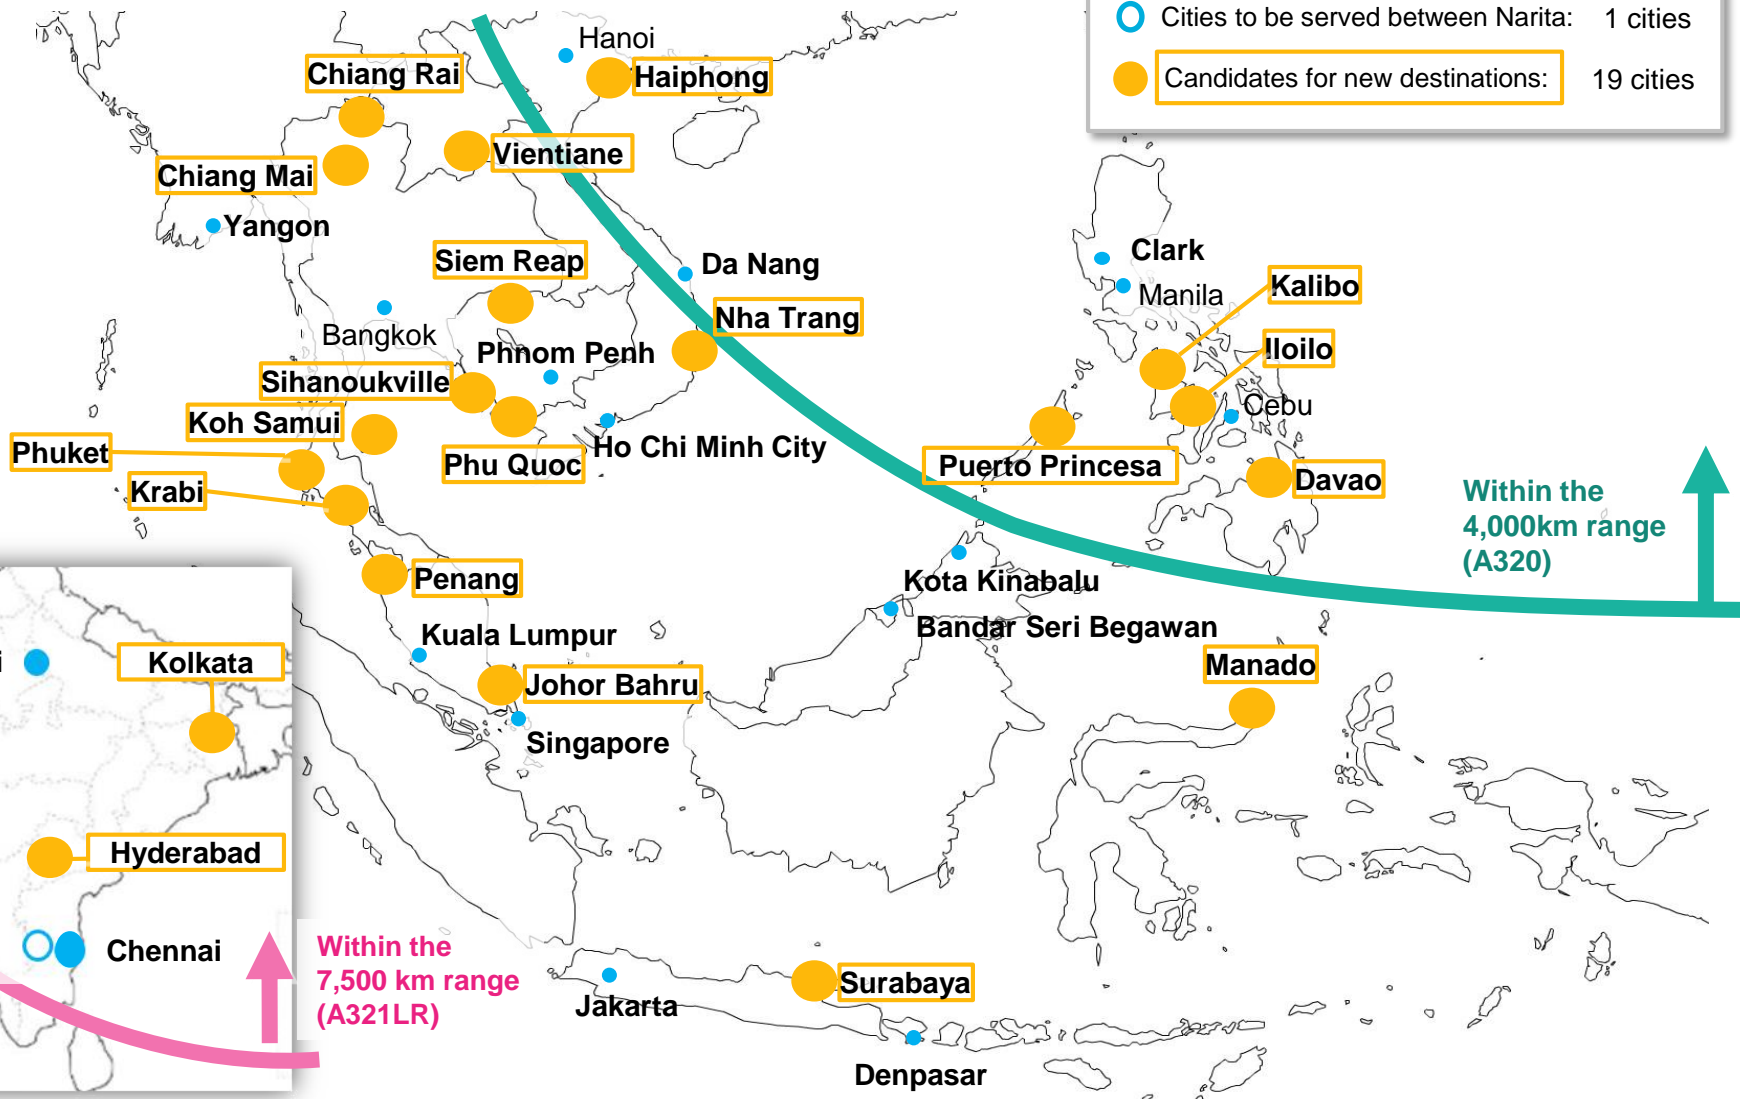 Cities to be served between Narita: 1 cities
Candidates for new destinations: 19 cities
Hanoi
Haiphong
Chiang Rai
Vientiane
Chiang Mai
Yangon
Siem Reap
Da Nang
Clark
Manila
Kalibo
Nha Trang
Bangkok
Phnom Penh
Iloilo
Sihanoukville
Koh Samui
Cebu
Phuket
Ho Chi Minh City
Phu Quoc
Puerto Princesa
Davao
Krabi
Within the
4,000km range
(A320)
Penang
Kota Kinabalu
Bandar Seri Begawan
Kuala Lumpur
i
Kolkata
Manado
Johor Bahru
Singapore
Hyderabad
Chennai
Within the
7,500 km range
(A321LR)
Surabaya
Jakarta
Denpasar